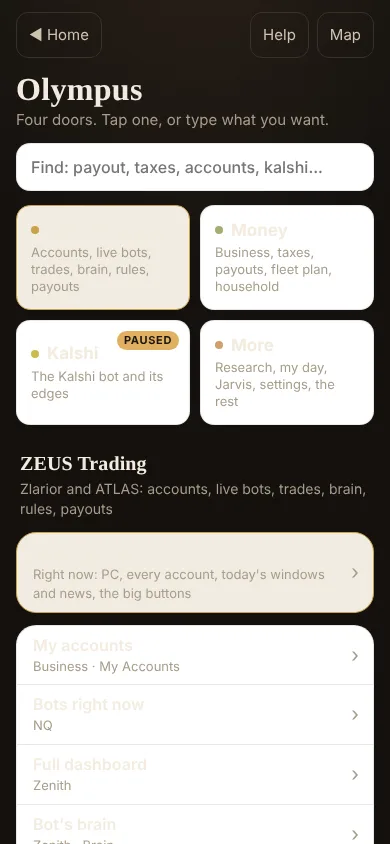 ◀ Home
Help
Map
Olympus
Four doors. Tap one, or type what you want.
Find: payout, taxes, accounts, kalshi...
Accounts, live bots,
trades, brain, rules,
payouts
Money
Business, taxes,
payouts, fleet plan,
household
PAUSED
Kalshi
The Kalshi bot and its
edges
More
Research, my day,
Jarvis, settings, the
rest
ZEUS Trading
Zlarior and ATLAS: accounts, live bots, trades, brain,
rules, payouts
Right now: PC, every account, today's windows
and news, the big buttons
My accounts
Business · My Accounts
Bots right now
NQ
Full dashboard
Zenith
Bot's brain
Zenith · Brain